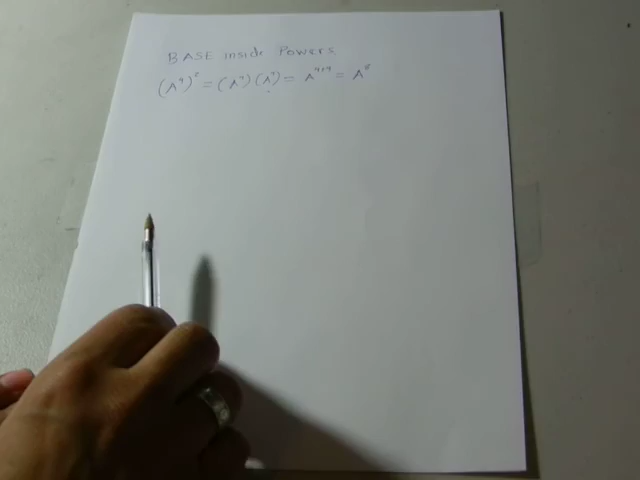 BASE inside Powers
(A⁴)² = (A⁴)(A⁴) = A⁴⁺⁴ = A⁸